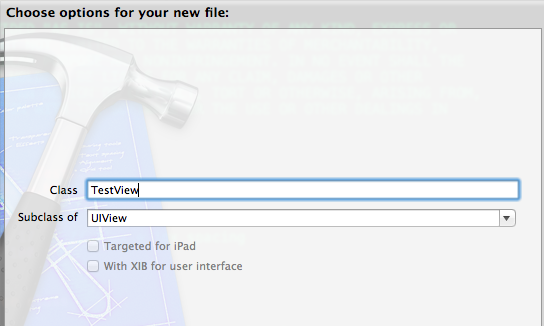 Choose options for your new file:
Class TestView
Subclass of UIView
Targeted for iPad
With XIB for user interface